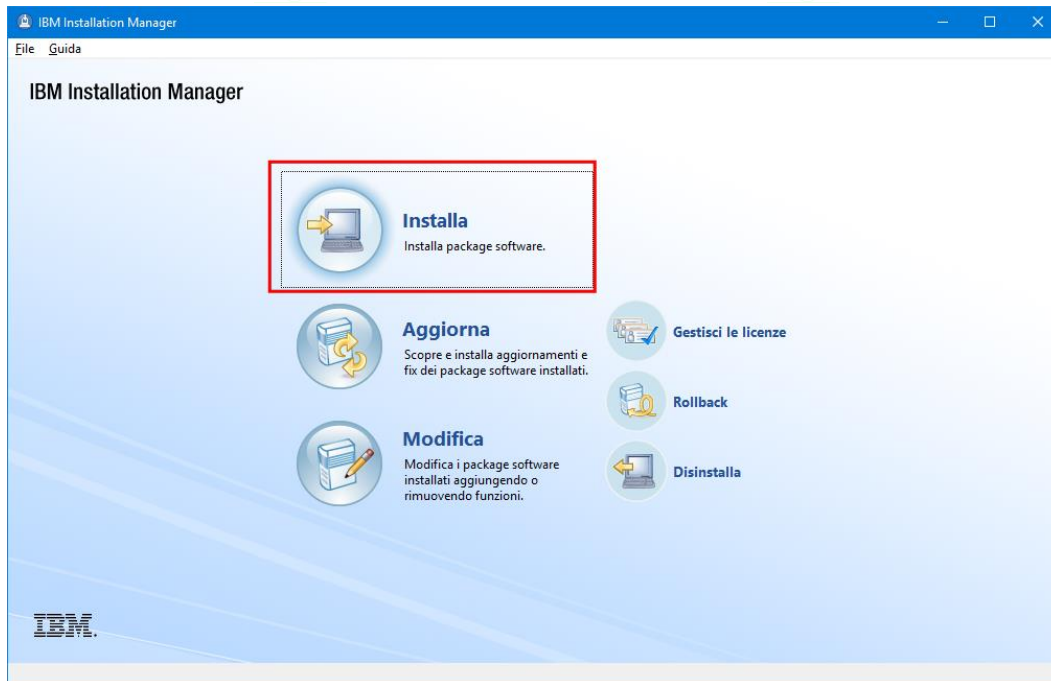 IBM Installation Manager
File Guida
IBM Installation Manager
Installa
Installa package software.
Aggiorna
Scopre e installa aggiornamenti e
fix dei package software installati.
Modifica
Modifica i package software
installati aggiungendo o
rimuovendo funzioni.
Gestisci le licenze
Rollback
Disinstalla
IBM.